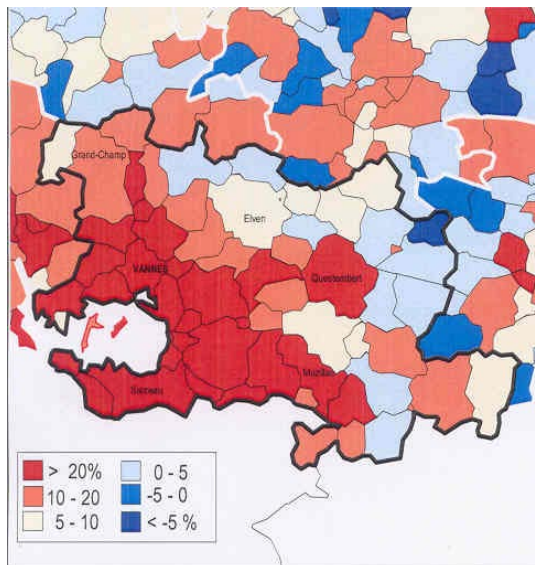 Grand-Champ
Elven
VANNES
Questembert
Muzillac
Sarzeau
> 20%
10 - 20
5 - 10
0 - 5
-5 - 0
< -5 %